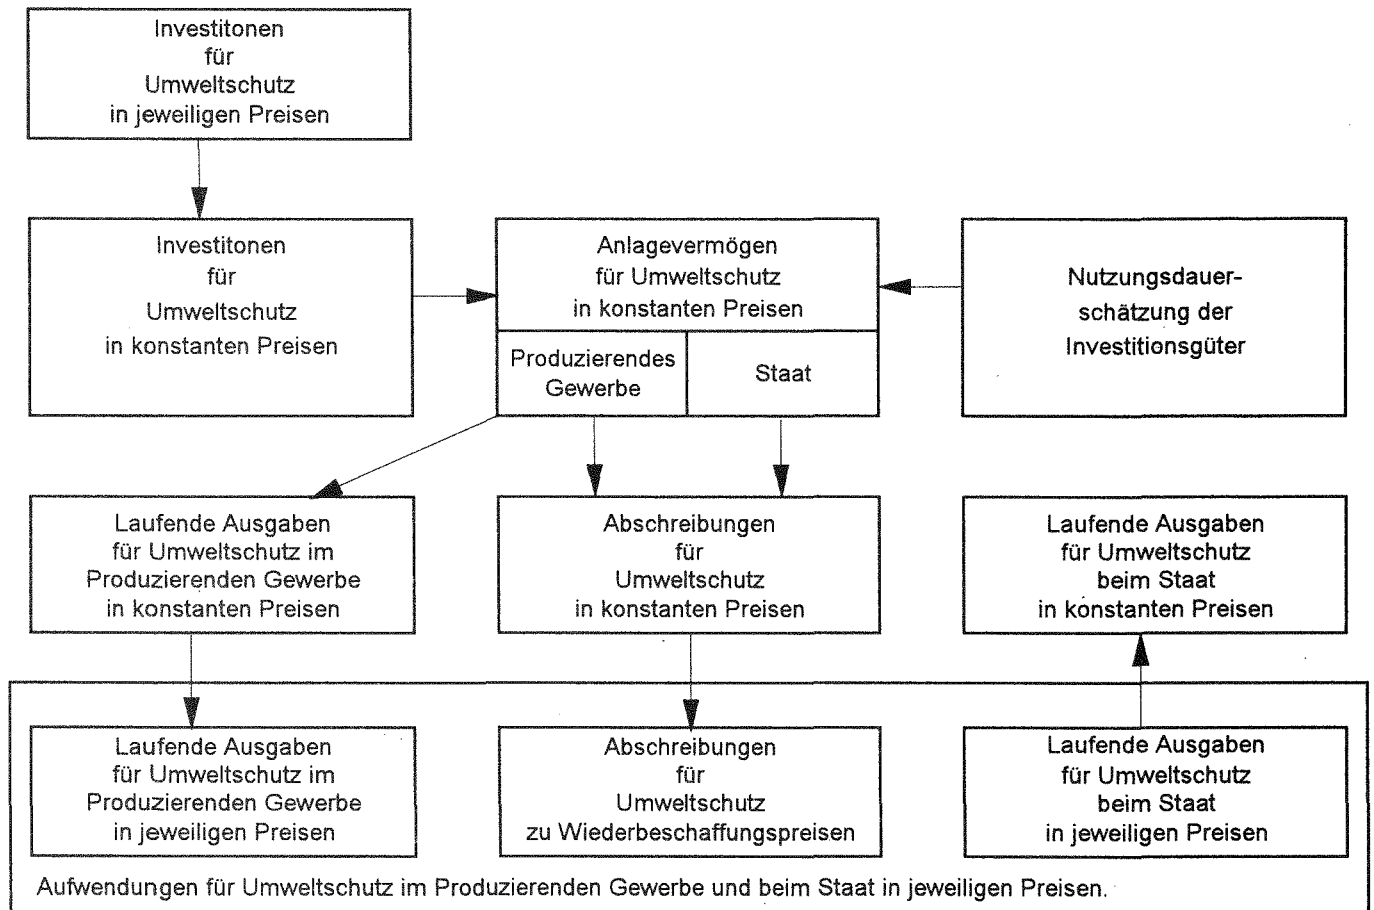 Investitonen
für
Umweltschutz
in jeweiligen Preisen
Investitonen
für
Umweltschutz
in konstanten Preisen
Anlagevermögen
für Umweltschutz
in konstanten Preisen
Produzierendes
Gewerbe
Staat
Nutzungsdauer-
schätzung der
Investitionsgüter
Laufende Ausgaben
für Umweltschutz im
Produzierenden Gewerbe
in konstanten Preisen
Abschreibungen
für
Umweltschutz
in konstanten Preisen
Laufende Ausgaben
für Umweltschutz
beim Staat
in konstanten Preisen
Laufende Ausgaben
für Umweltschutz im
Produzierenden Gewerbe
in jeweiligen Preisen
Abschreibungen
für
Umweltschutz
zu Wiederbeschaffungspreisen
Laufende Ausgaben
für Umweltschutz
beim Staat
in jeweiligen Preisen
Aufwendungen für Umweltschutz im Produzierenden Gewerbe und beim Staat in jeweiligen Preisen.